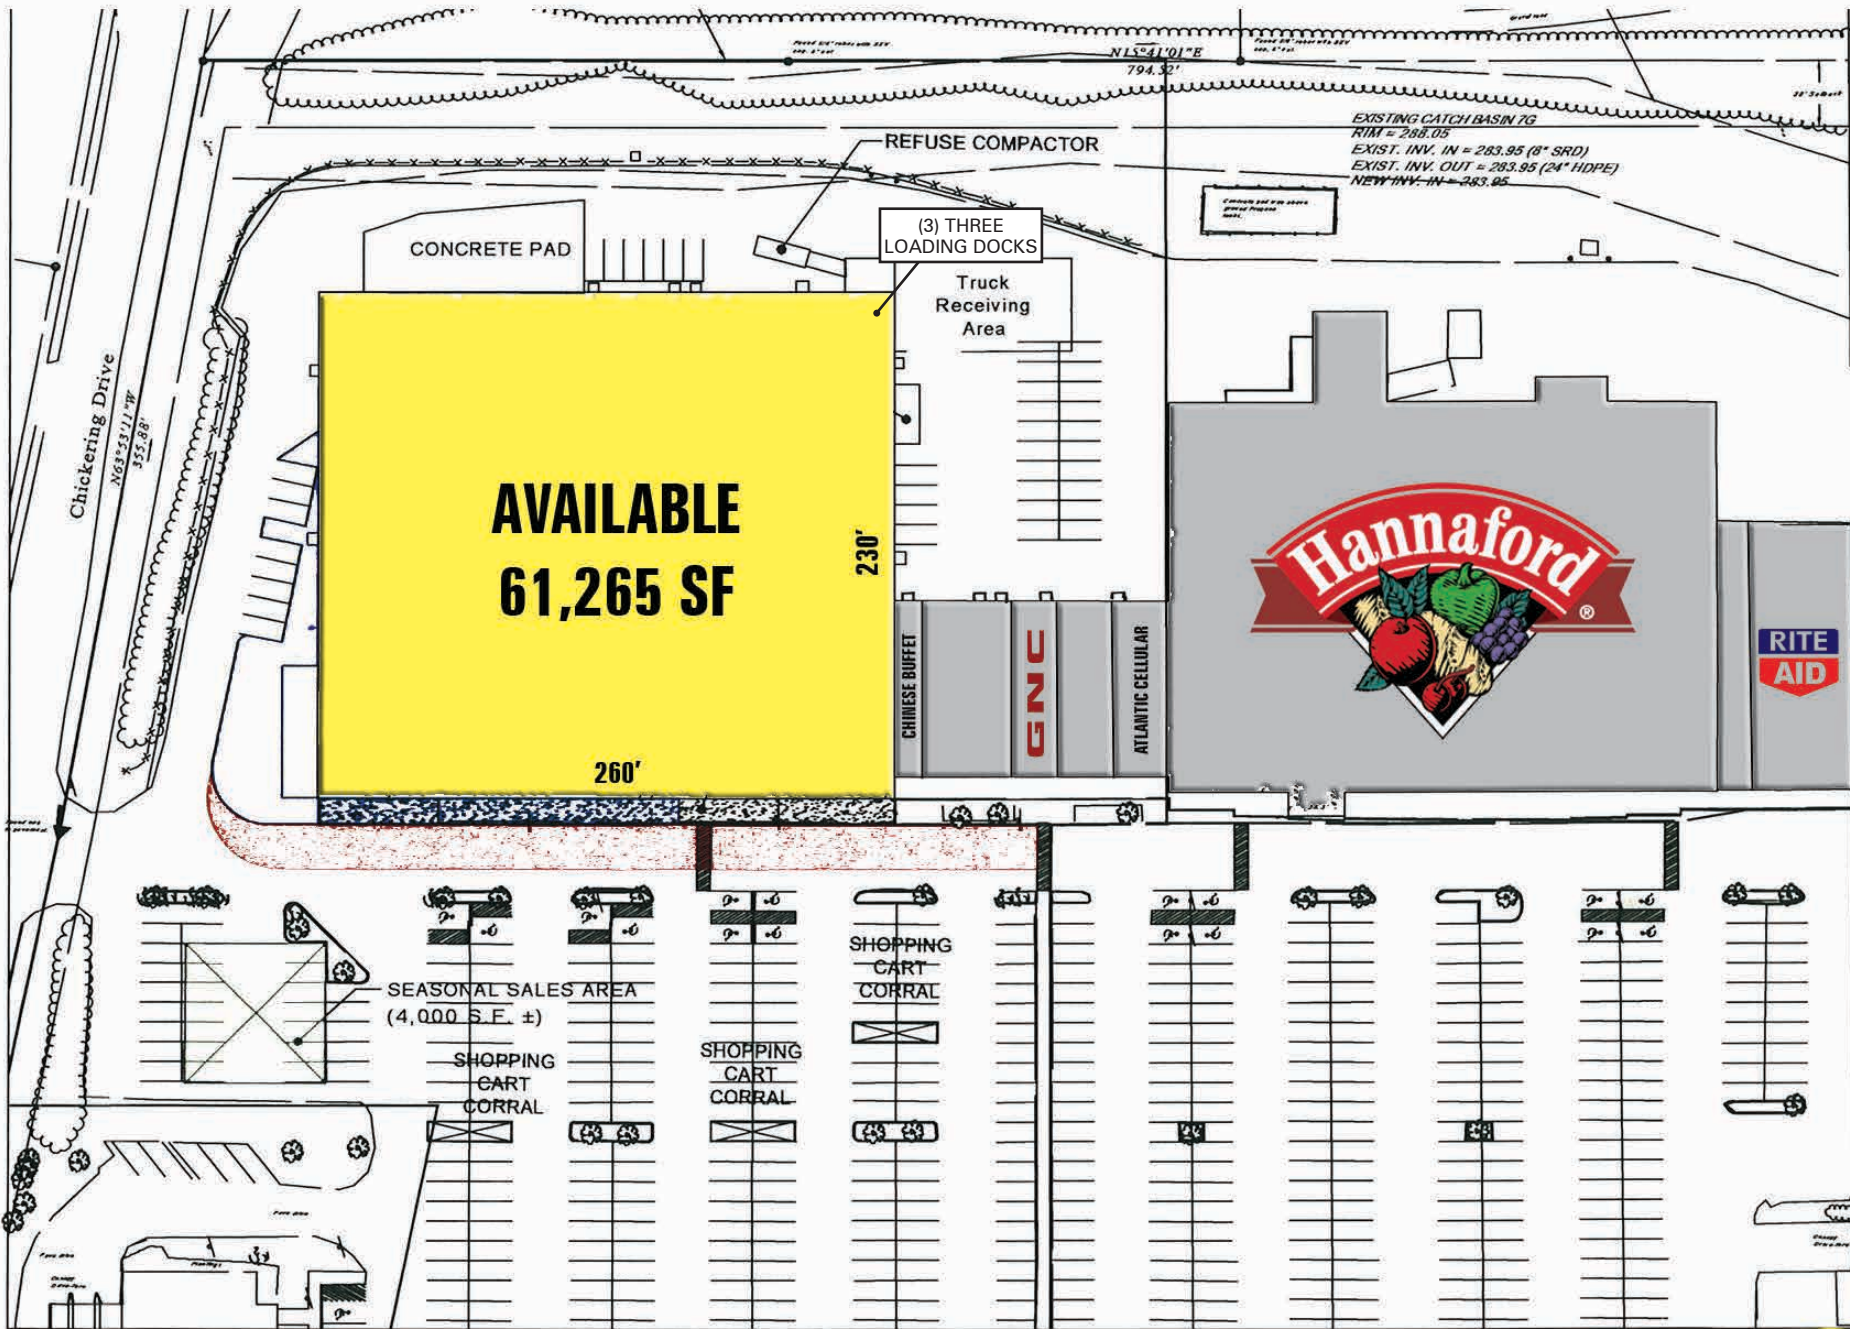 N15°41'01"E
794.32'
EXISTING CATCH BASIN 7G
RIM = 288.05
EXIST. INV. IN = 283.95 (8" SRD)
EXIST. INV. OUT = 283.95 (24" HDPE)
NEW INV. IN = 283.95
REFUSE COMPACTOR
(3) THREE
LOADING DOCKS
CONCRETE PAD
Truck
Receiving
Area
Chickering Drive
N63°53'11"W
355.88'
AVAILABLE
61,265 SF
230'
260'
CHINESE BUFFET
GNC
ATLANTIC CELLULAR
Hannaford
®
RITE
AID
SHOPPING
CART
CORRAL
SEASONAL SALES AREA
(4,000 S.F. ±)
SHOPPING
CART
CORRAL
SHOPPING
CART
CORRAL